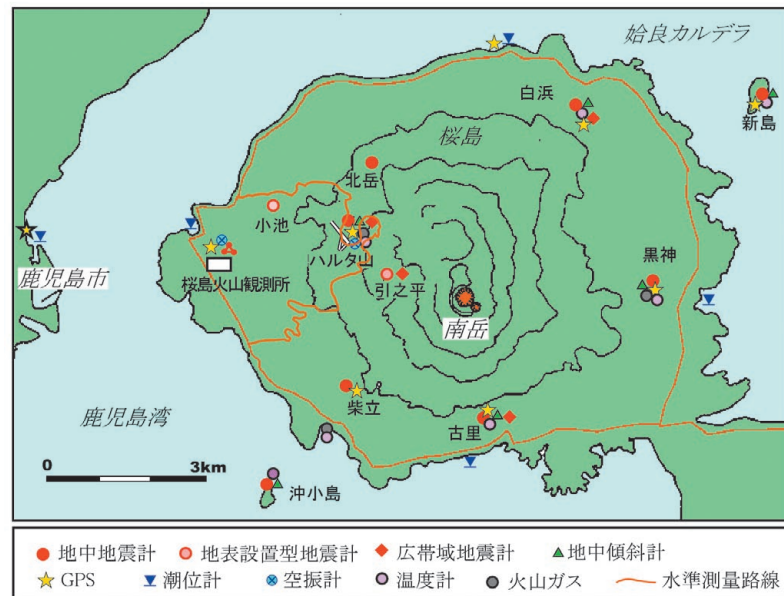 姶良カルデラ
白浜
新島
桜島
北岳
小池
ハルタ山
鹿児島市
桜島火山観測所
引之平
黒神
南岳
鹿児島湾
柴立
古里
0 3km
沖小島
地中地震計 地表設置型地震計 広帯域地震計 地中傾斜計
GPS 潮位計 空振計 温度計 火山ガス 水準測量路線